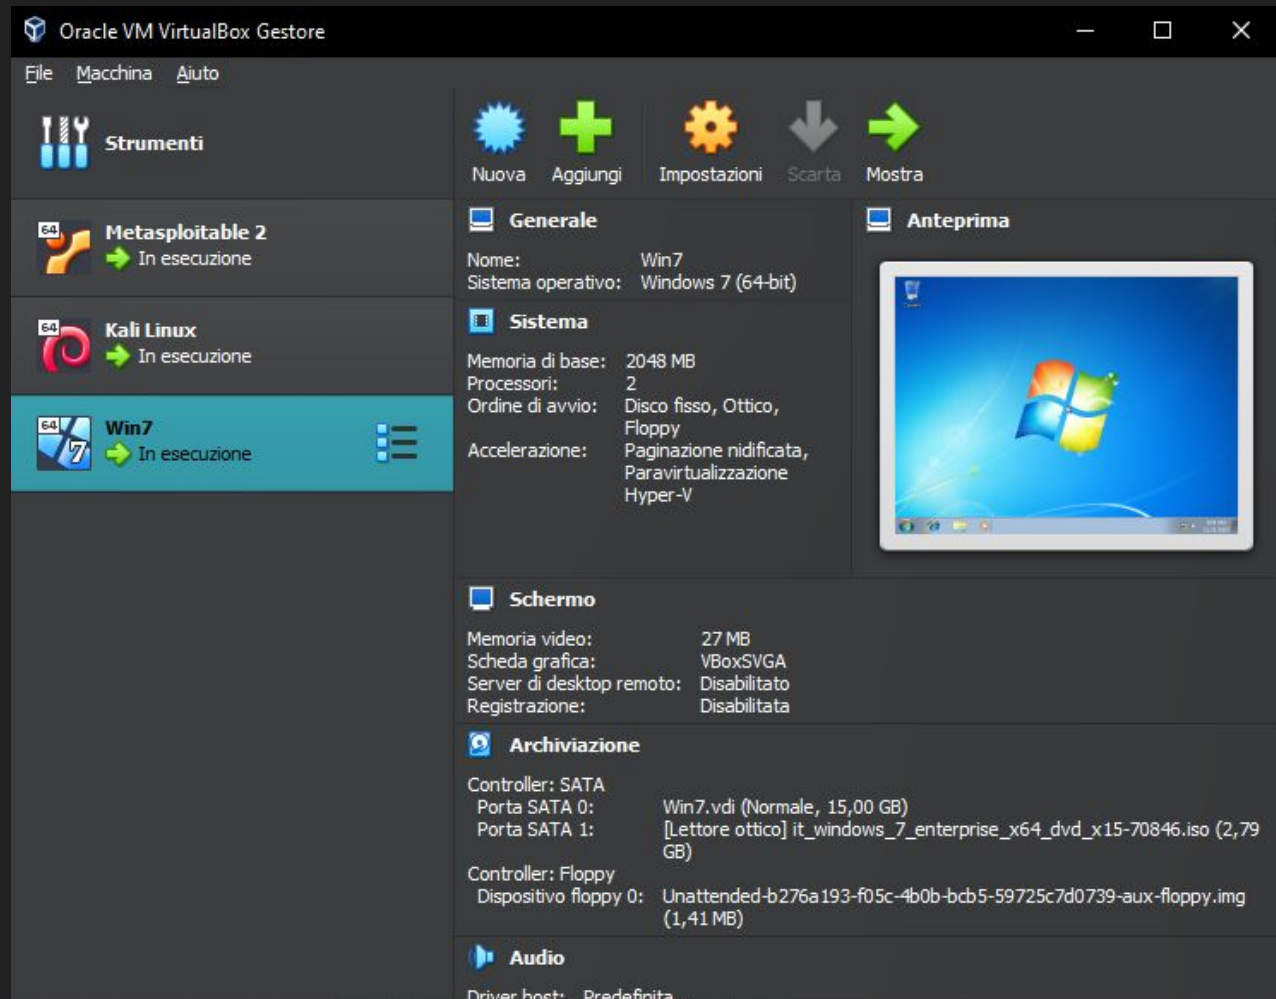 Oracle VM VirtualBox Gestore
File Macchina Aiuto
Strumenti
Nuova Aggiungi Impostazioni Scarta Mostra
64
Metasploitable 2
In esecuzione
64
Kali Linux
In esecuzione
64
7
Win7
In esecuzione
Generale
Nome: Win7
Sistema operativo: Windows 7 (64-bit)
Sistema
Memoria di base: 2048 MB
Processori: 2
Ordine di avvio: Disco fisso, Ottico,
Floppy
Accelerazione: Paginazione nidificata,
Paravirtualizzazione
Hyper-V
Anteprima
Schermo
Memoria video: 27 MB
Scheda grafica: VBoxSVGA
Server di desktop remoto: Disabilitato
Registrazione: Disabilitata
Archiviazione
Controller: SATA
Porta SATA 0: Win7.vdi (Normale, 15,00 GB)
Porta SATA 1: [Lettore ottico] it_windows_7_enterprise_x64_dvd_x15-70846.iso (2,79
GB)
Controller: Floppy
Dispositivo floppy 0: Unattended-b276a193-f05c-4b0b-bcb5-59725c7d0739-aux-floppy.img
(1,41 MB)
Audio
Driver host: Predefinita